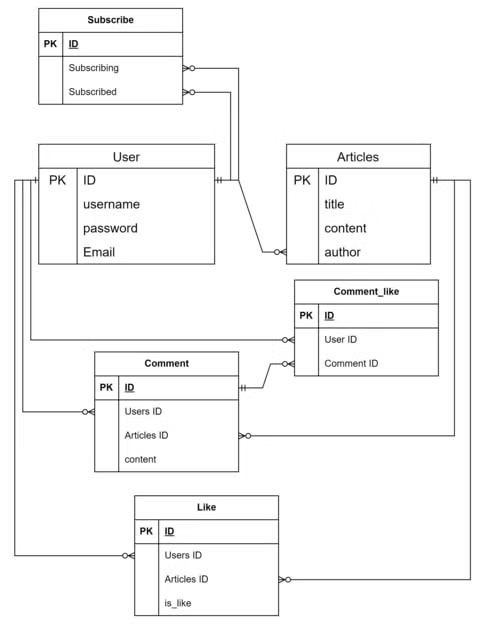 Subscribe
PK ID
Subscribing
Subscribed
User
PK ID
username
password
Email
Articles
PK ID
title
content
author
Comment_like
PK ID
User ID
Comment ID
Comment
PK ID
Users ID
Articles ID
content
Like
PK ID
Users ID
Articles ID
is_like